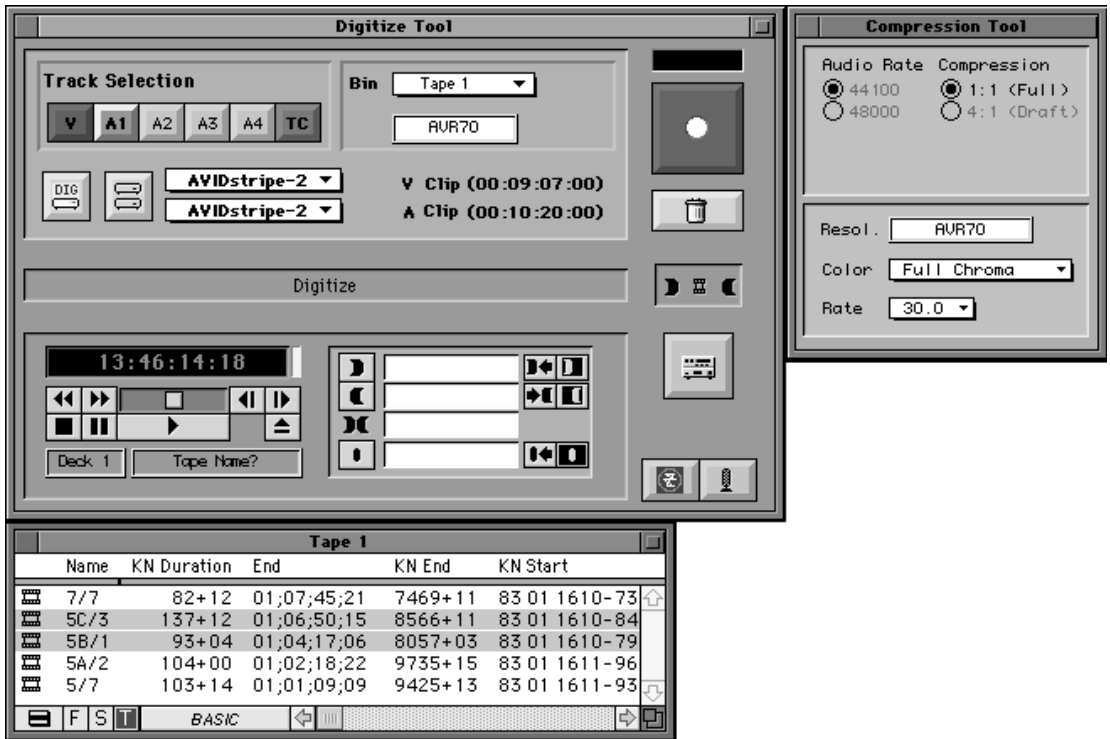 Digitize Tool
Track Selection
V A1 A2 A3 A4 TC
Bin Tape 1
AVR70
DIG
AVIDstripe-2
AVIDstripe-2
V Clip (00:09:07:00)
A Clip (00:10:20:00)
Digitize
13:46:14:18
Deck 1 Tape Name?
Compression Tool
Audio Rate Compression
44100 1:1 (Full)
48000 4:1 (Draft)
Resol. AVR70
Color Full Chroma
Rate 30.0
Tape 1
Name KN Duration End KN End KN Start
7/7 82+12 01;07;45;21 7469+11 83 01 1610-73
5C/3 137+12 01;06;50;15 8566+11 83 01 1610-84
5B/1 93+04 01;04;17;06 8057+03 83 01 1610-79
5A/2 104+00 01;02;18;22 9735+15 83 01 1611-96
5/7 103+14 01;01;09;09 9425+13 83 01 1611-93
F S T BASIC